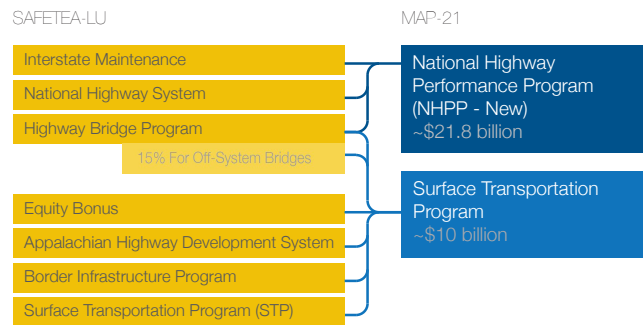 SAFETEA-LU
MAP-21
Interstate Maintenance
National Highway System
Highway Bridge Program
15% For Off-System Bridges
Equity Bonus
Appalachian Highway Development System
Border Infrastructure Program
Surface Transportation Program (STP)
National Highway
Performance Program
(NHPP - New)
~$21.8 billion
Surface Transportation
Program
~$10 billion